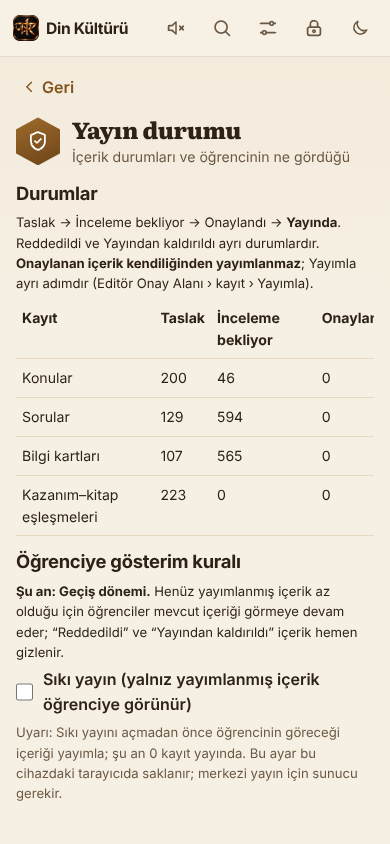 Din Kültürü
Geri
Yayın durumu
İçerik durumları ve öğrencinin ne gördüğü
Durumlar
Taslak → İnceleme bekliyor → Onaylandı → Yayında.
Reddedildi ve Yayından kaldırıldı ayrı durumlardır.
Onaylanan içerik kendiliğinden yayımlanmaz; Yayımla
ayrı adımdır (Editör Onay Alanı › kayıt › Yayımla).
Kayıt Taslak İnceleme bekliyor
Konular 200 46 0
Sorular 129 594 0
Bilgi kartları 107 565 0
Kazanım–kitap eşleşmeleri 223 0 0
Öğrenciye gösterim kuralı
Şu an: Geçiş dönemi. Henüz yayımlanmış içerik az
olduğu için öğrenciler mevcut içeriği görmeye devam
eder; “Reddedildi” ve “Yayından kaldırıldı” içerik hemen
gizlenir.
Sıkı yayın (yalnız yayımlanmış içerik
öğrenciye görünür)
Uyarı: Sıkı yayını açmadan önce öğrencinin göreceği
içeriği yayımla; şu an 0 kayıt yayında. Bu ayar bu
cihazdaki tarayıcıda saklanır; merkezi yayın için sunucu
gerekir.